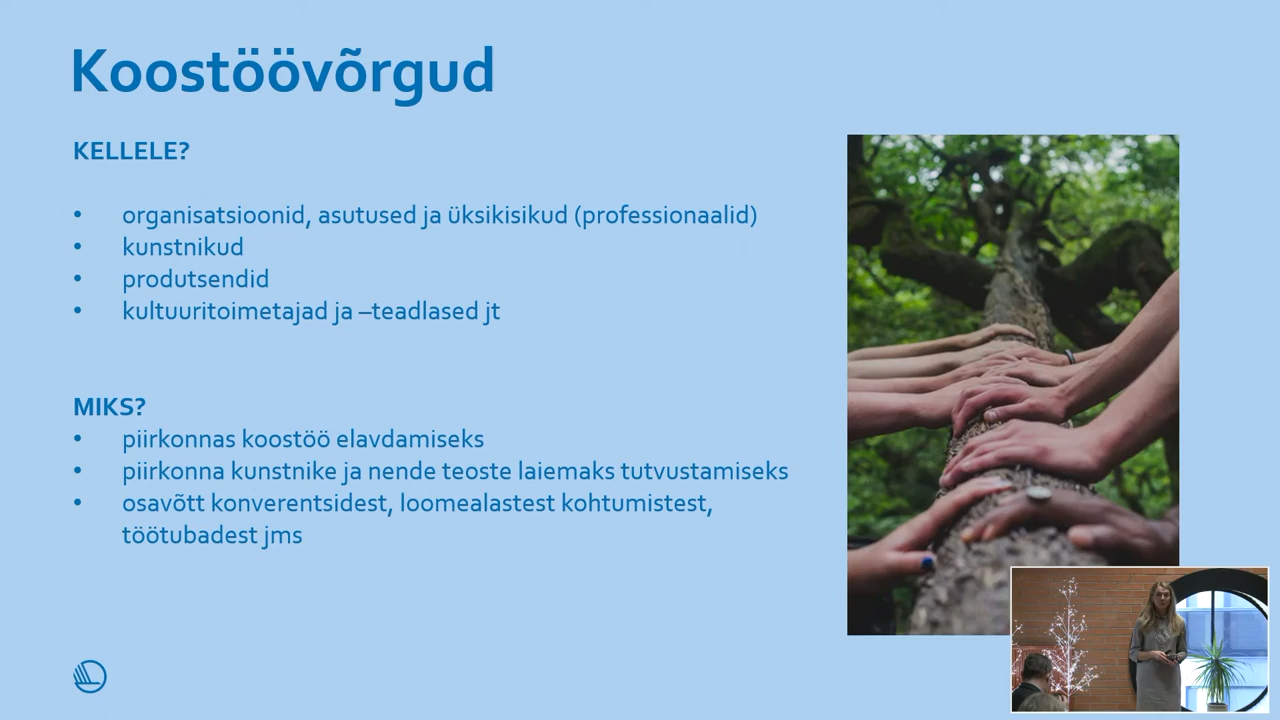 Koostöövõrgud
KELLELE?
• organisatsioonid, asutused ja üksikisikud (professionaalid)
• kunstnikud
• produtsendid
• kultuuritoimetajad ja –teadlased jt
MIKS?
• piirkonnas koostöö elavdamiseks
• piirkonna kunstnike ja nende teoste laiemaks tutvustamiseks
• osavõtt konverentsidest, loomealastest kohtumistest,
töötubadest jms